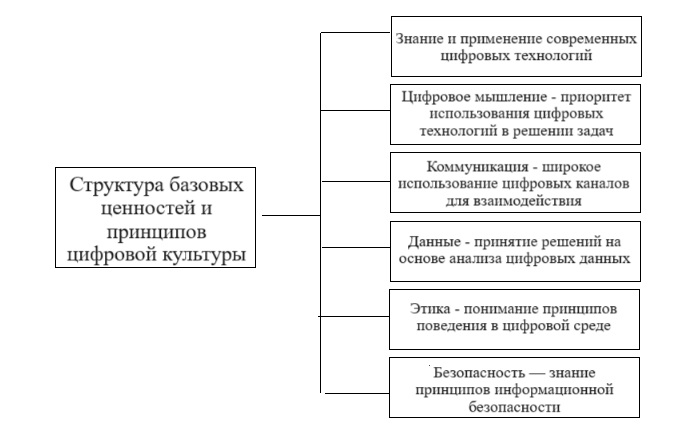 Структура базовых
ценностей и
принципов
цифровой культуры
Знание и применение современных
цифровых технологий
Цифровое мышление - приоритет
использования цифровых
технологий в решении задач
Коммуникация - широкое
использование цифровых каналов
для взаимодействия
Данные - принятие решений на
основе анализа цифровых данных
Этика - понимание принципов
поведения в цифровой среде
Безопасность — знание
принципов информационной
безопасности